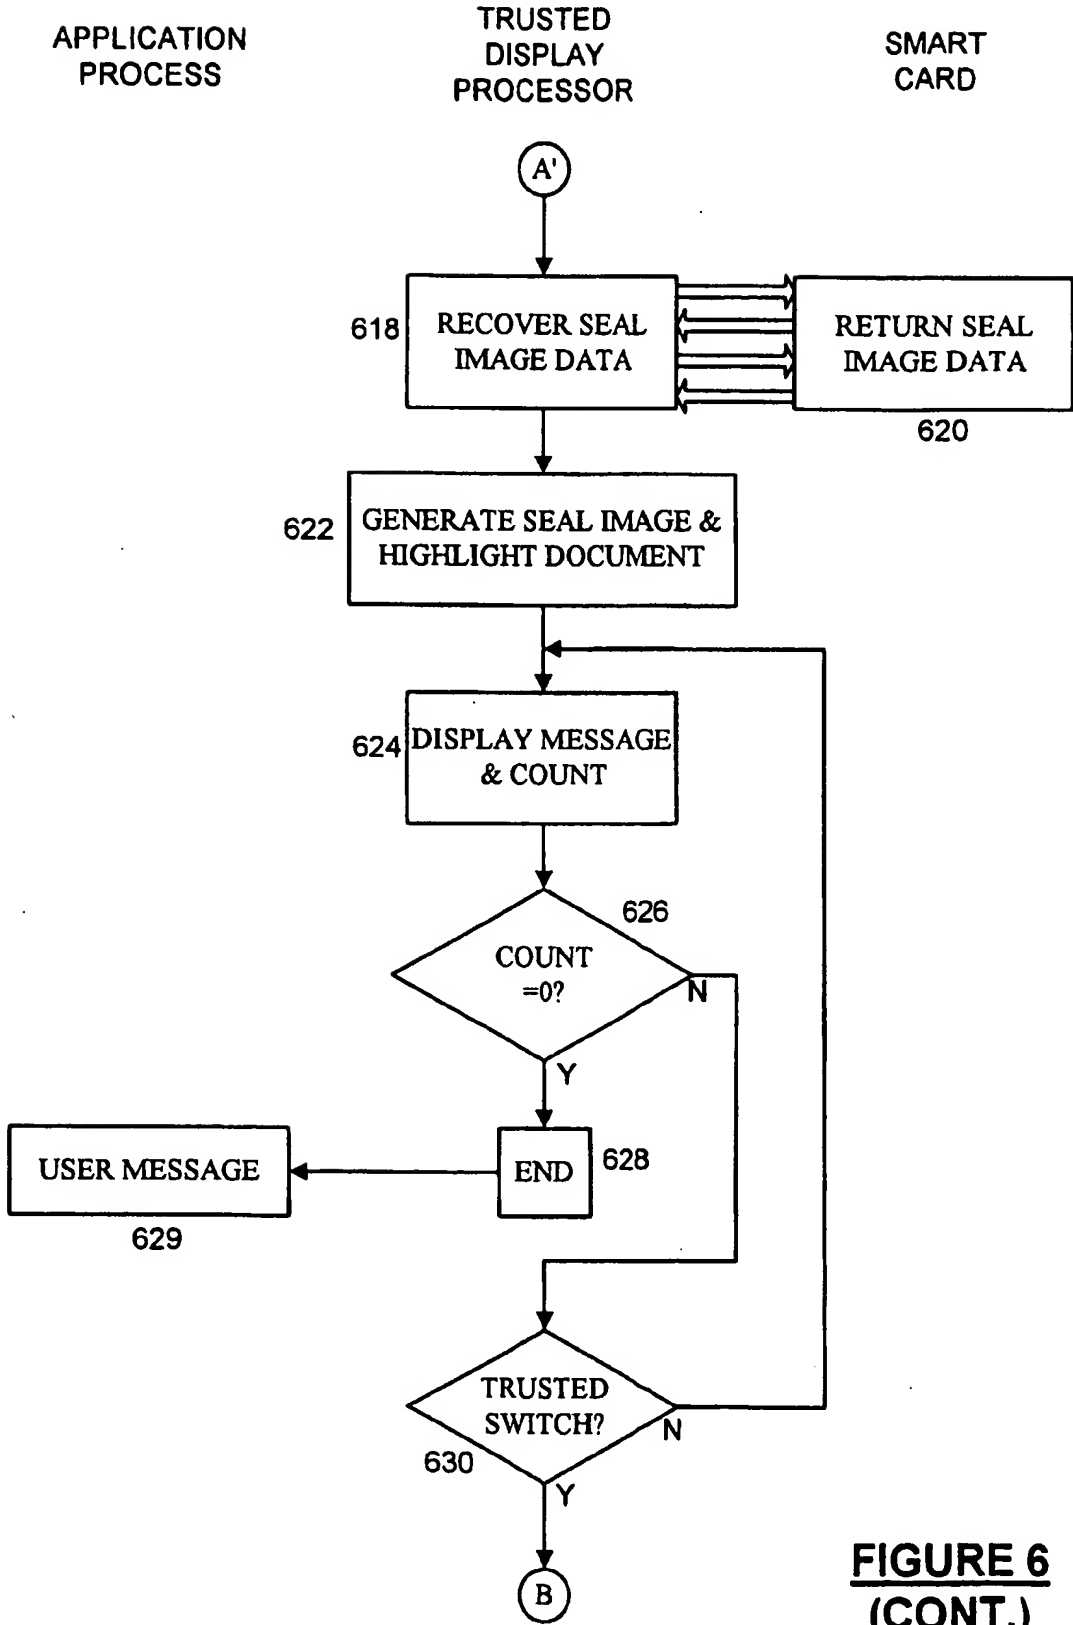 APPLICATION
PROCESS
TRUSTED
DISPLAY
PROCESSOR
SMART
CARD
A'
618
RECOVER SEAL
IMAGE DATA
RETURN SEAL
IMAGE DATA
620
622
GENERATE SEAL IMAGE &
HIGHLIGHT DOCUMENT
624
DISPLAY MESSAGE
& COUNT
626
COUNT
=0?
N
Y
USER MESSAGE
629
END
628
TRUSTED
SWITCH?
N
630
Y
B
FIGURE 6
(CONT.)